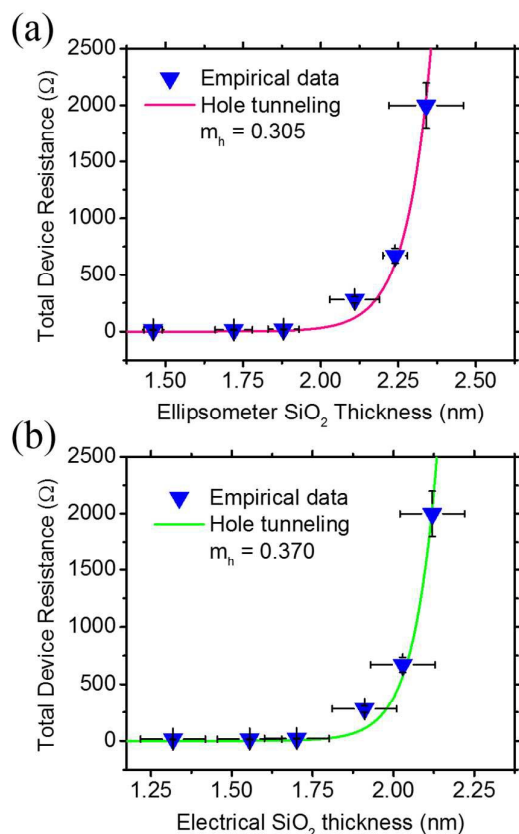 (a)
2500
2000
1500
1000
500
0
Total Device Resistance (Ω)
Empirical data
Hole tunneling
m_h = 0.305
1.50 1.75 2.00 2.25 2.50
Ellipsometer SiO₂ Thickness (nm)
(b)
2500
2000
1500
1000
500
0
Total Device Resistance (Ω)
Empirical data
Hole tunneling
m_h = 0.370
1.25 1.50 1.75 2.00 2.25
Electrical SiO₂ thickness (nm)